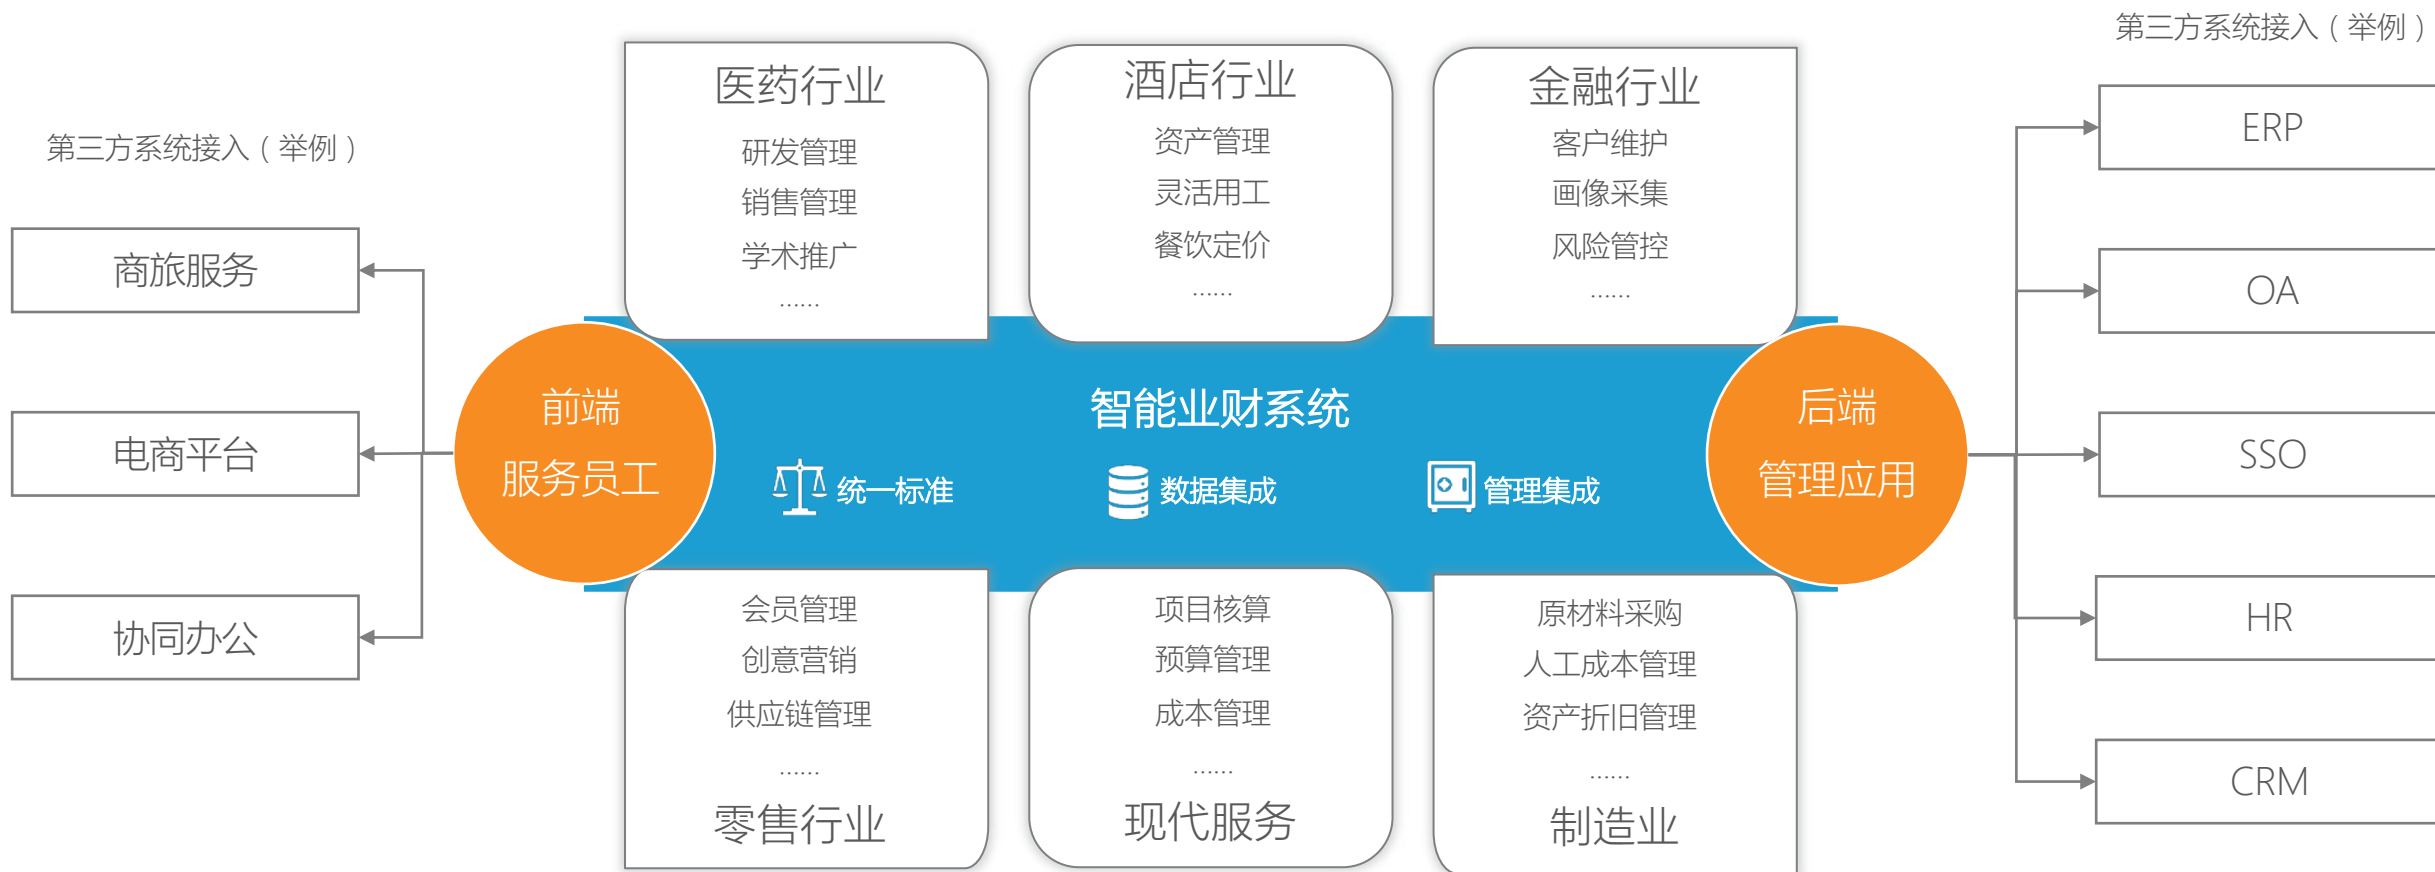 第三方系统接入（举例）
商旅服务
电商平台
协同办公
前端
服务员工
医药行业
研发管理
销售管理
学术推广
……
酒店行业
资产管理
灵活用工
餐饮定价
……
金融行业
客户维护
画像采集
风险管控
……
智能业财系统
统一标准
数据集成
管理集成
会员管理
创意营销
供应链管理
……
零售行业
项目核算
预算管理
成本管理
……
现代服务
原材料采购
人工成本管理
资产折旧管理
……
制造业
后端
管理应用
第三方系统接入（举例）
ERP
OA
SSO
HR
CRM